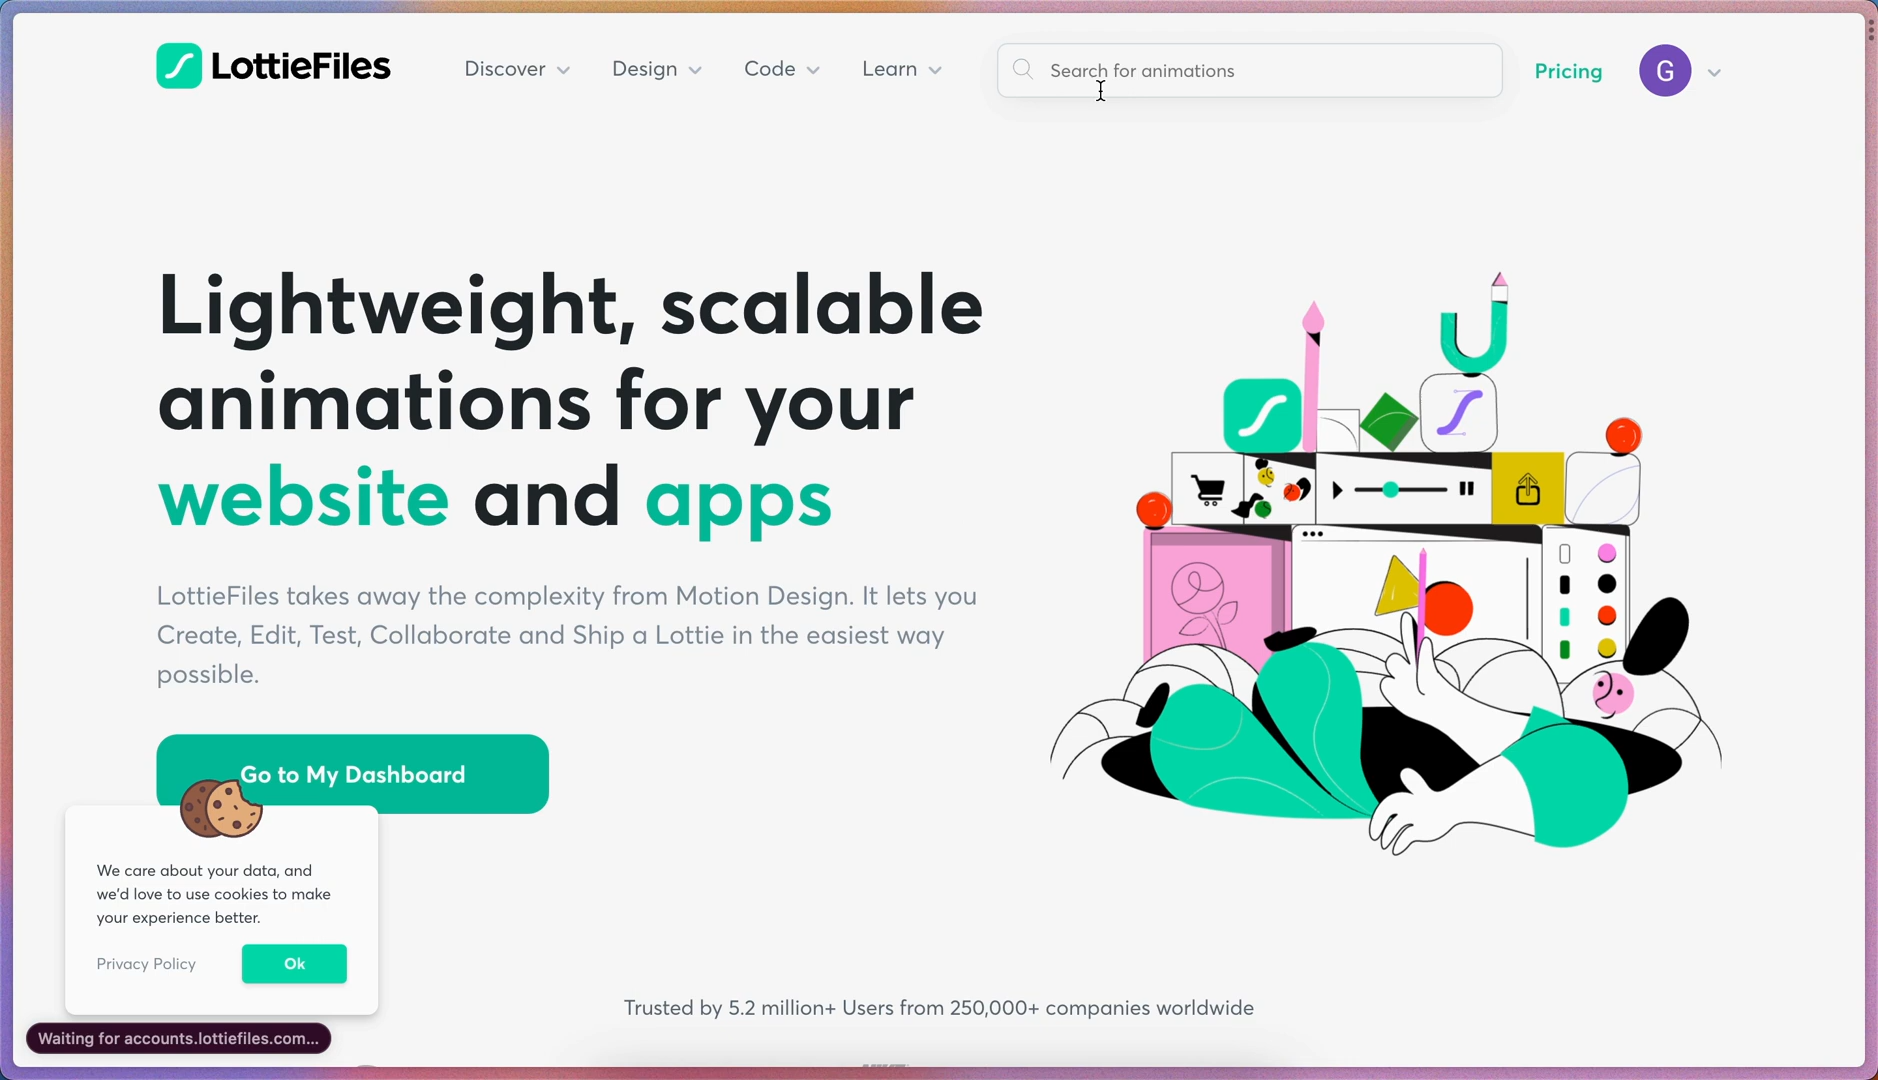 LottieFiles
Discover
Design
Code
Learn
Search for animations
Pricing
G
Lightweight, scalable
animations for your
website and apps
LottieFiles takes away the complexity from Motion Design. It lets you
Create, Edit, Test, Collaborate and Ship a Lottie in the easiest way
possible.
Go to My Dashboard
We care about your data, and
we'd love to use cookies to make
your experience better.
Privacy Policy
Ok
Trusted by 5.2 million+ Users from 250,000+ companies worldwide
Waiting for accounts.lottiefiles.com...